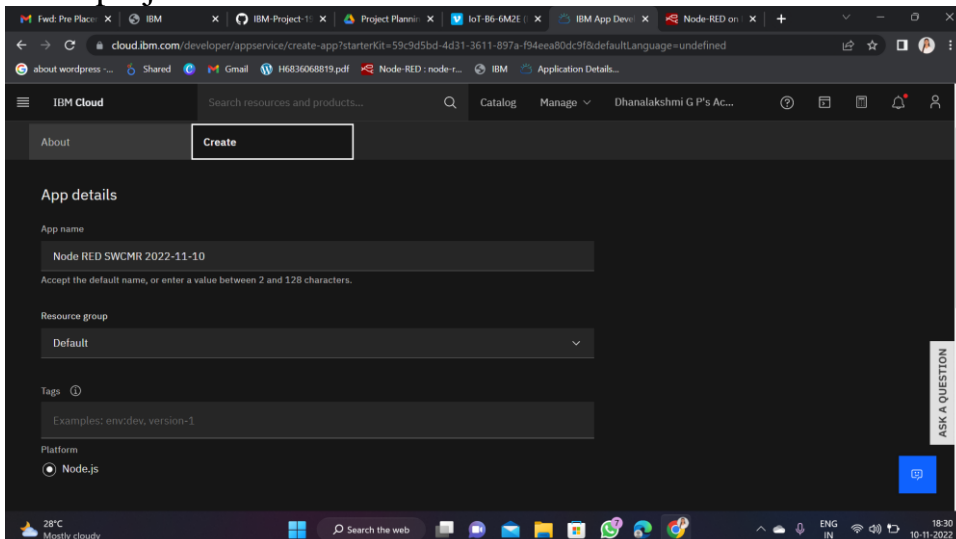 Fwd: Pre Placer
IBM
IBM-Project-1
Project Plannin
IoT-B6-6M2E (
IBM App Devel
Node-RED on
cloud.ibm.com/developer/appservice/create-app?starterKit=59c9d5bd-4d31-3611-897a-f94eea80dc9f&defaultLanguage=undefined
about wordpress -...
Shared
Gmail
H6836068819.pdf
Node-RED : node-r...
IBM
Application Details...
IBM Cloud
Search resources and products...
Catalog
Manage
Dhanalakshmi G P's Ac...
About
Create
App details
App name
Node RED SWCMR 2022-11-10
Accept the default name, or enter a value between 2 and 128 characters.
Resource group
Default
Tags
Examples: env:dev, version-1
Platform
Node.js
ASK A QUESTION
28°C
Mostly cloudy
Search the web
ENG
IN
18:30
10-11-2022